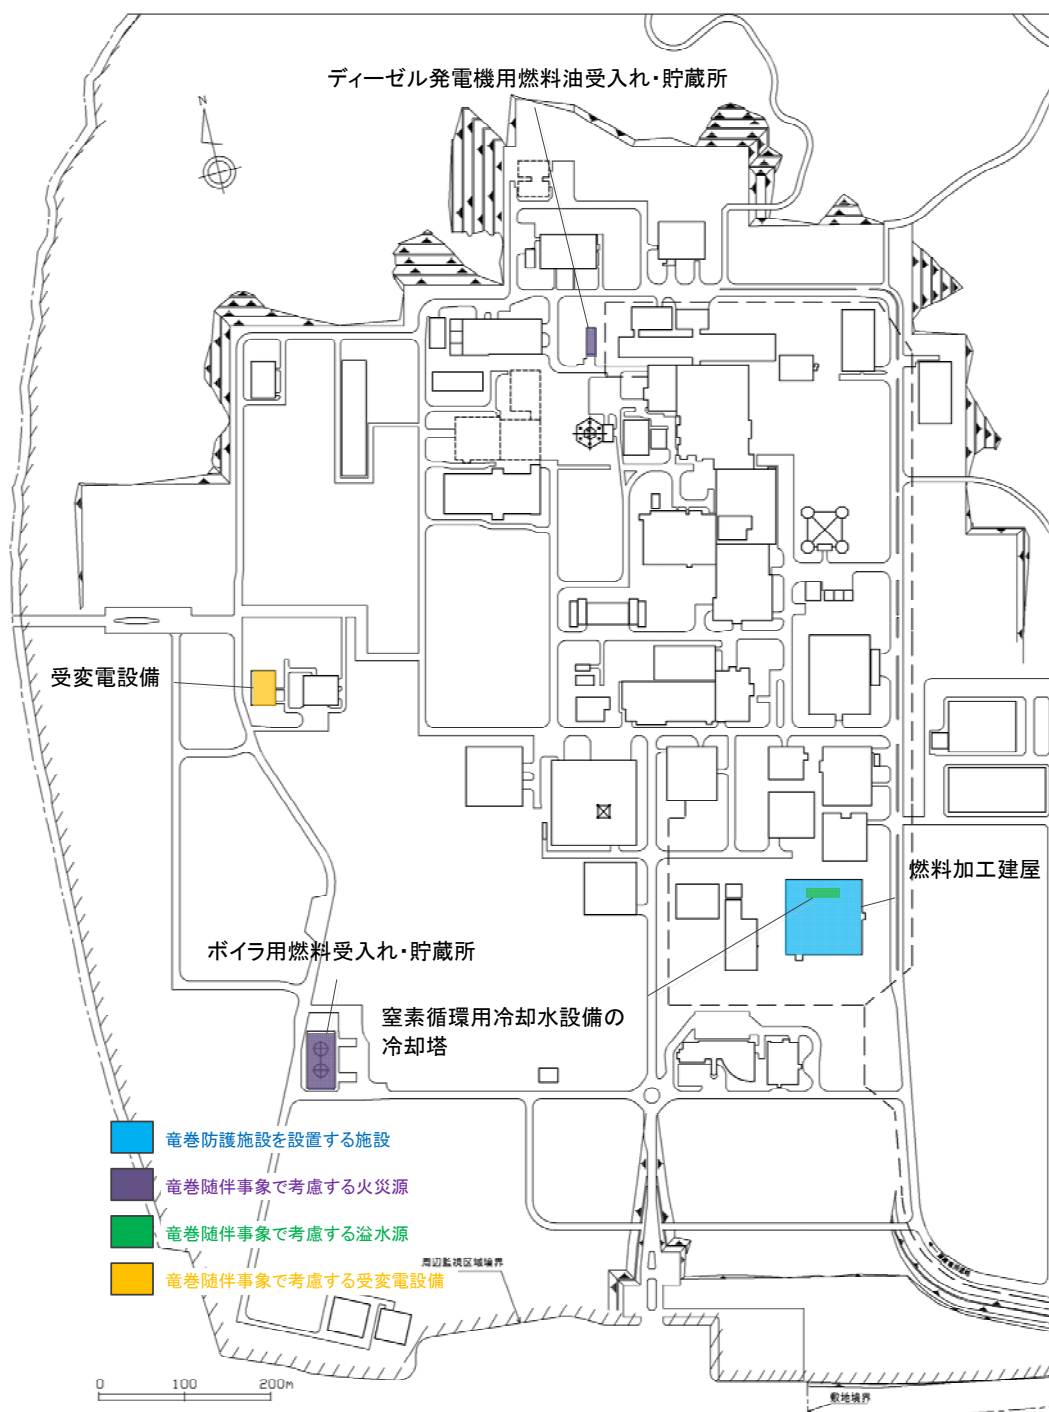 ディーゼル発電機用燃料油受入れ・貯蔵所
N
受変電設備
燃料加工建屋
ボイラ用燃料受入れ・貯蔵所
窒素循環用冷却水設備の
冷却塔
竜巻防護施設を設置する施設
竜巻随伴事象で考慮する火災源
竜巻随伴事象で考慮する溢水源
竜巻随伴事象で考慮する受変電設備
周辺監視区域境界
0 100 200m
敷地境界